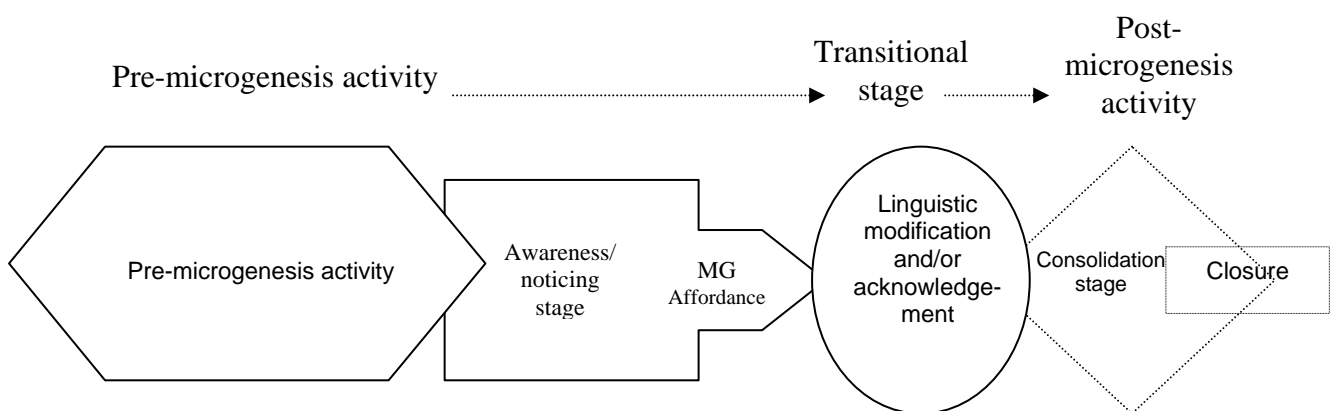 Pre-microgenesis activity
Transitional
stage
Post-
microgenesis
activity
Pre-microgenesis activity
Awareness/
noticing
stage
MG
Affordance
Linguistic
modification
and/or
acknowledge-
ment
Consolidation
stage
Closure